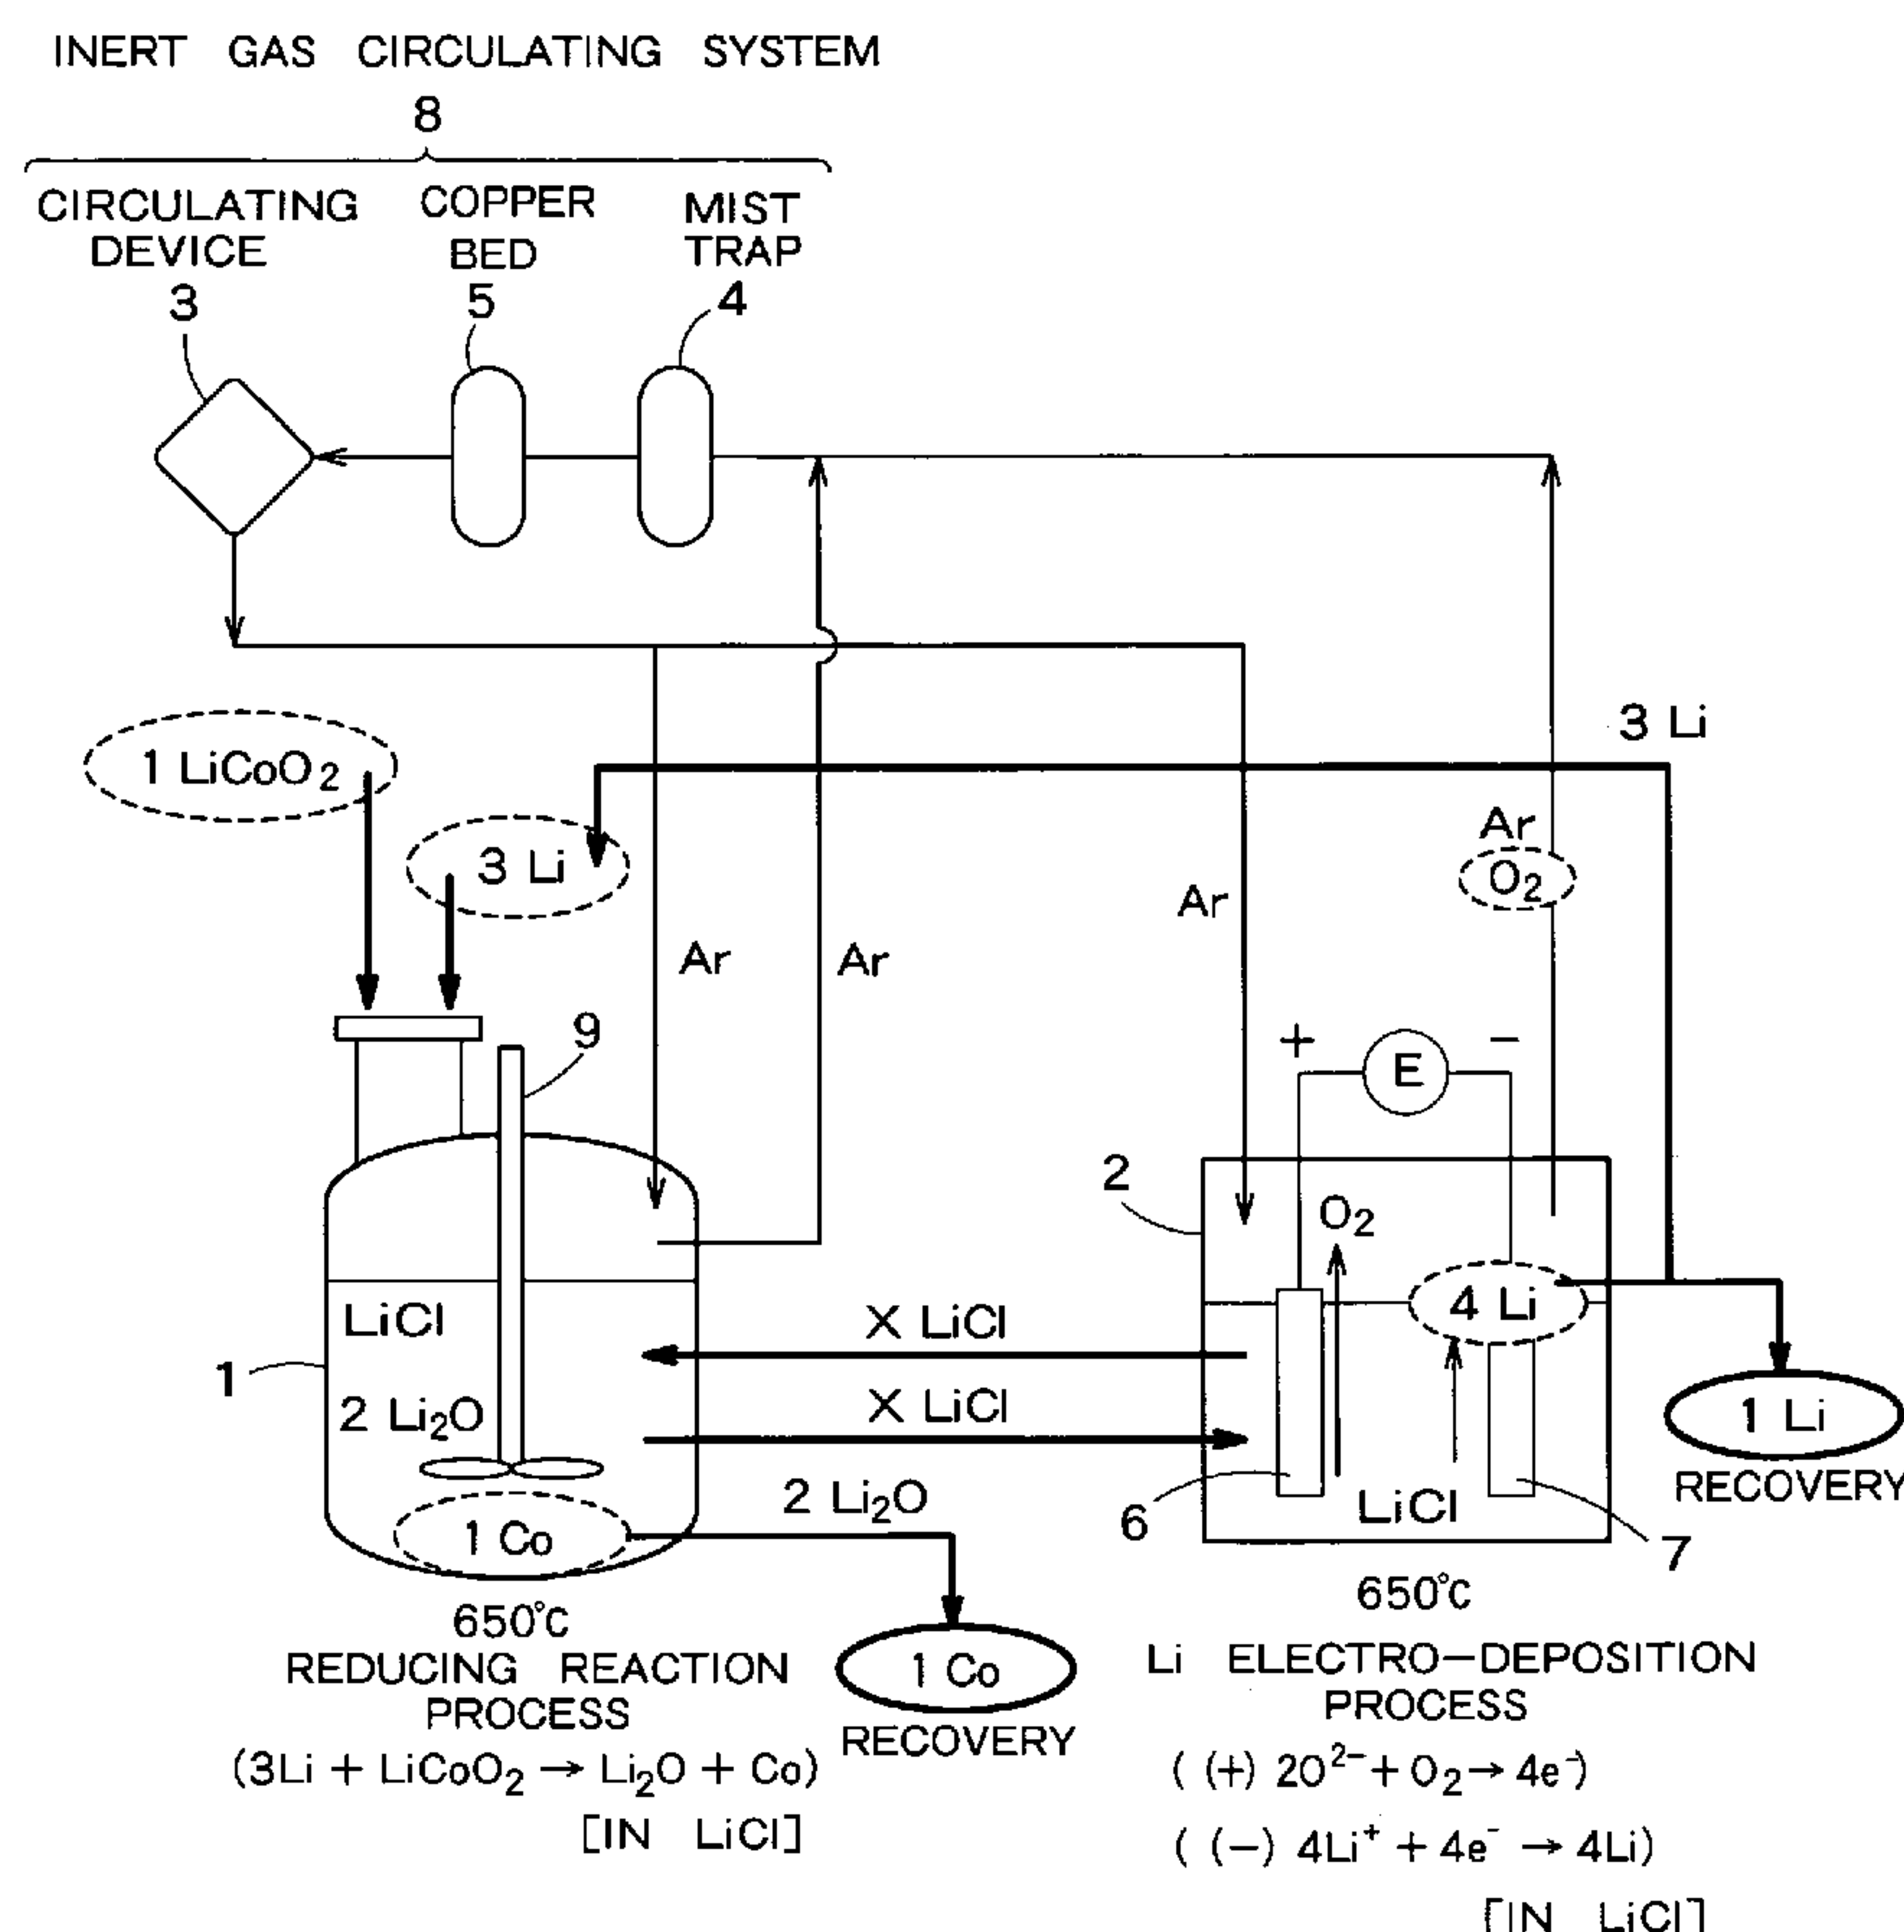 INERT GAS CIRCULATING SYSTEM
8
CIRCULATING
DEVICE
3
COPPER
BED
5
MIST
TRAP
4
3 Li
1 LiCoO₂
3 Li
Ar
O₂
Ar
Ar
Ar
9
+
E
−
2
O₂
4 Li
LiCl
X LiCl
1
2 Li₂O
X LiCl
1 Li
RECOVERY
2 Li₂O
6
LiCl
7
1 Co
650°C
REDUCING REACTION
PROCESS
(3Li + LiCoO₂ → Li₂O + Co)
[IN LiCl]
1 Co
RECOVERY
650°C
Li ELECTRO-DEPOSITION
PROCESS
( (+) 2O²⁻ + O₂ → 4e⁻)
( (−) 4Li⁺ + 4e⁻ → 4Li)
[IN LiCl]